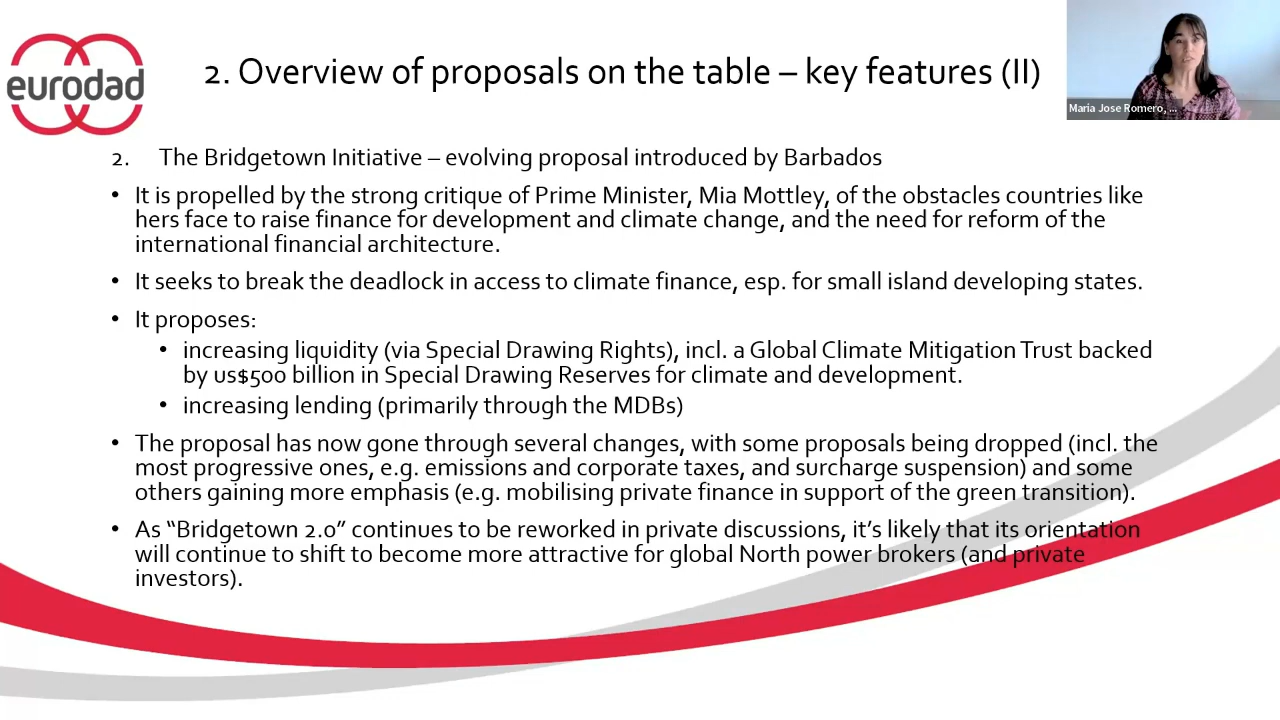 eurodad
2. Overview of proposals on the table – key features (II)
Maria Jose Romero, ...
2. The Bridgetown Initiative – evolving proposal introduced by Barbados
• It is propelled by the strong critique of Prime Minister, Mia Mottley, of the obstacles countries like
hers face to raise finance for development and climate change, and the need for reform of the
international financial architecture.
• It seeks to break the deadlock in access to climate finance, esp. for small island developing states.
• It proposes:
• increasing liquidity (via Special Drawing Rights), incl. a Global Climate Mitigation Trust backed
by us$500 billion in Special Drawing Reserves for climate and development.
• increasing lending (primarily through the MDBs)
• The proposal has now gone through several changes, with some proposals being dropped (incl. the
most progressive ones, e.g. emissions and corporate taxes, and surcharge suspension) and some
others gaining more emphasis (e.g. mobilising private finance in support of the green transition).
• As “Bridgetown 2.0” continues to be reworked in private discussions, it’s likely that its orientation
will continue to shift to become more attractive for global North power brokers (and private
investors).